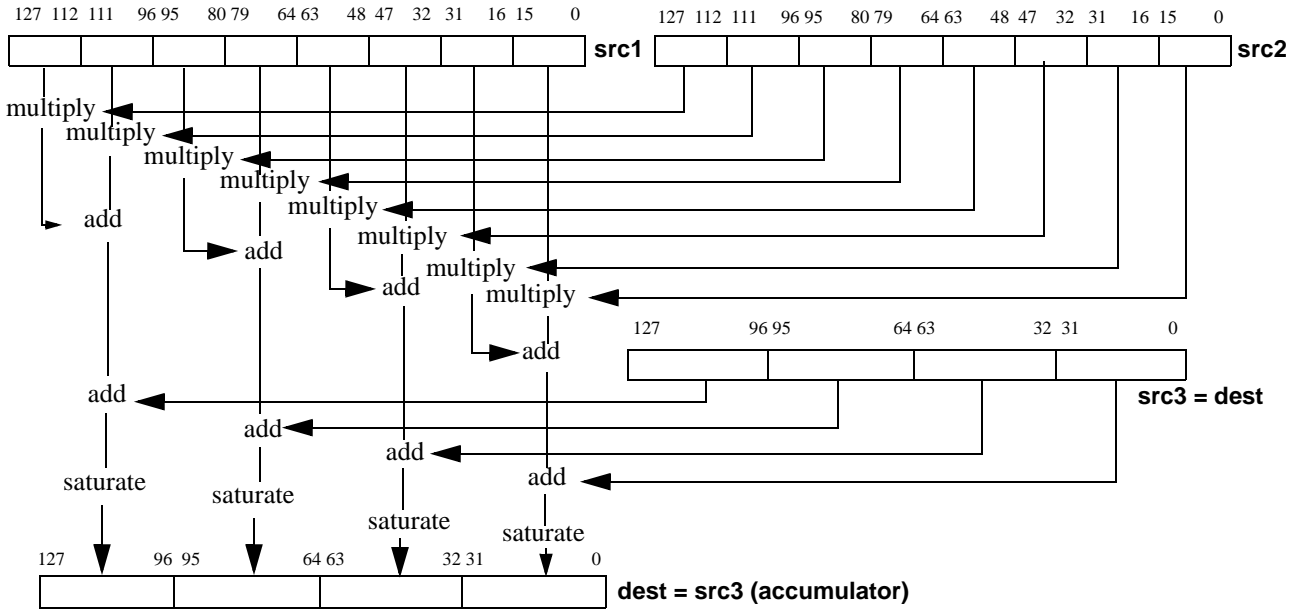 127 112 111 96 95 80 79 64 63 48 47 32 31 16 15 0
src1
127 112 111 96 95 80 79 64 63 48 47 32 31 16 15 0
src2
multiply
multiply
multiply
multiply
multiply
multiply
multiply
multiply
add
add
add
add
127 96 95 64 63 32 31 0
src3 = dest
add
add
add
add
saturate
saturate
saturate
saturate
127 96 95 64 63 32 31 0
dest = src3 (accumulator)